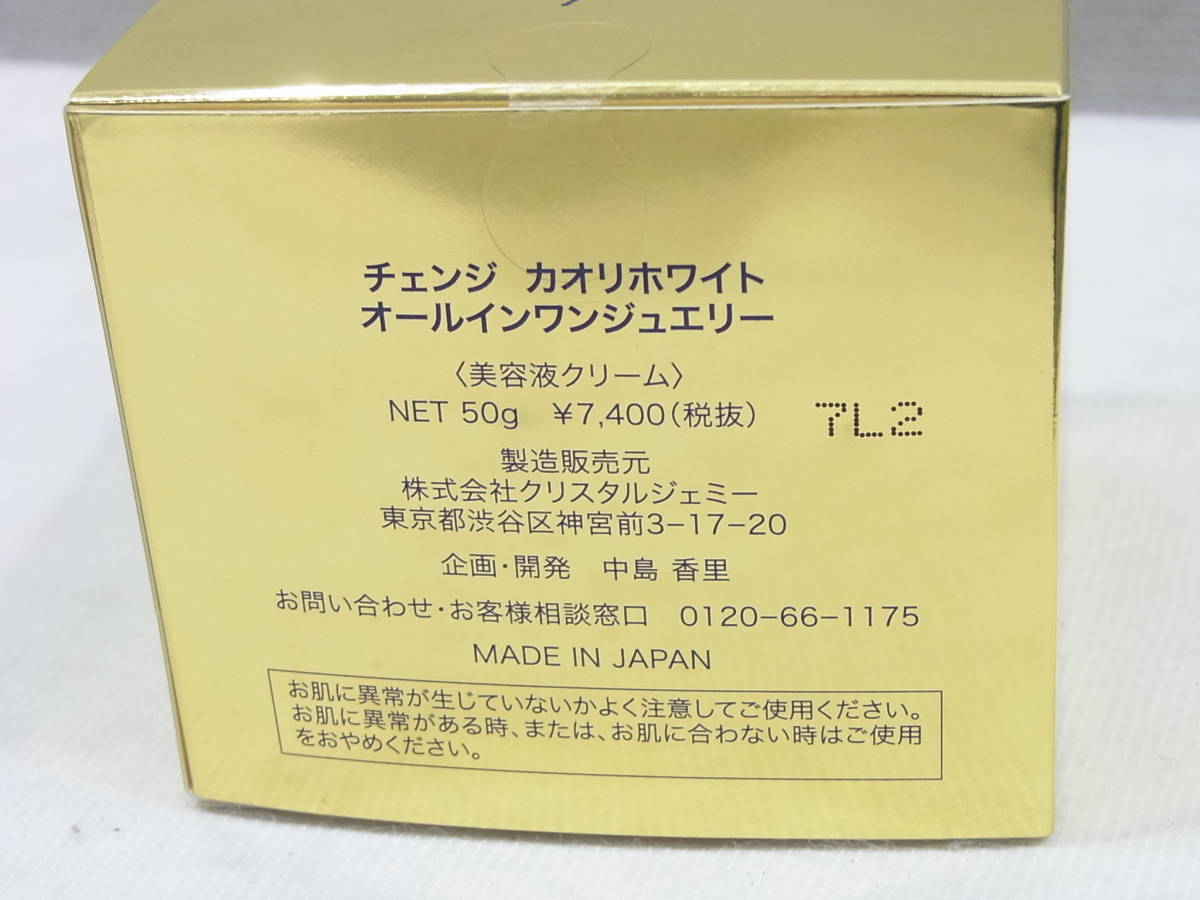 チェンジ カオリホワイト
オールインワンジュエリー
〈美容液クリーム〉
NET 50g ¥7,400(税抜) 7L2
製造販売元
株式会社クリスタルジェミー
東京都渋谷区神宮前3-17-20
企画・開発 中島 香里
お問い合わせ・お客様相談窓口 0120-66-1175
MADE IN JAPAN
お肌に異常が生じていないかよく注意してご使用ください。
お肌に異常がある時、または、お肌に合わない時はご使用
をおやめください。